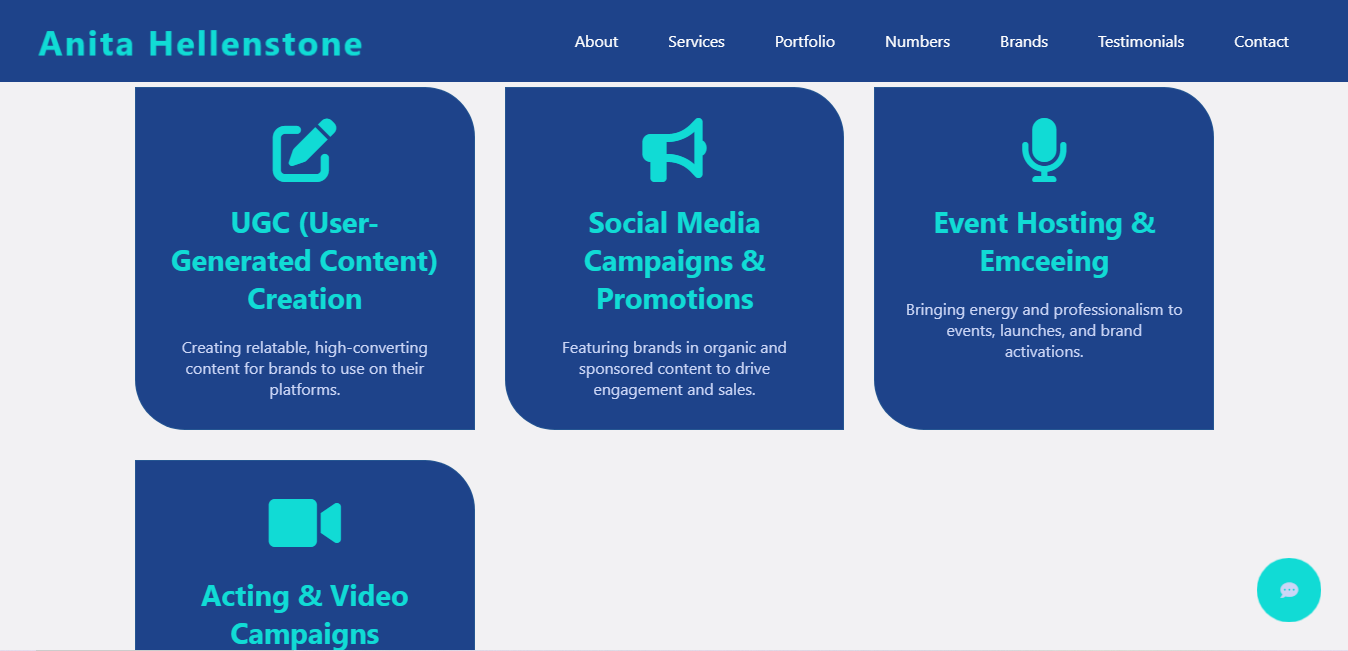 Anita Hellenstone
About
Services
Portfolio
Numbers
Brands
Testimonials
Contact
UGC (User-
Generated Content)
Creation
Creating relatable, high-converting
content for brands to use on their
platforms.
Social Media
Campaigns &
Promotions
Featuring brands in organic and
sponsored content to drive
engagement and sales.
Event Hosting &
Emceeing
Bringing energy and professionalism to
events, launches, and brand
activations.
Acting & Video
Campaigns